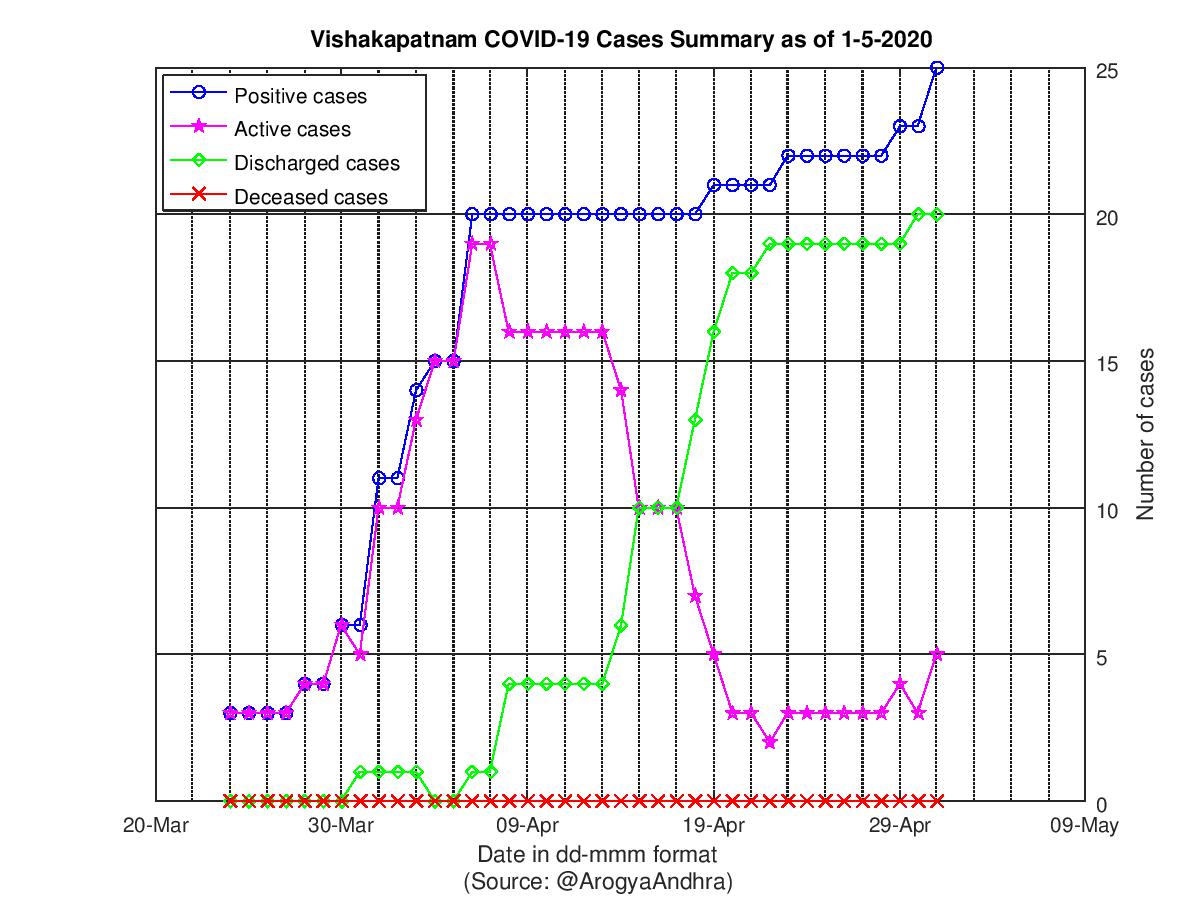 Vishakapatnam COVID-19 Cases Summary as of 1-5-2020
Positive cases
Active cases
Discharged cases
Deceased cases
25
20
15
10
5
0
Number of cases
20-Mar 30-Mar 09-Apr 19-Apr 29-Apr 09-May
Date in dd-mmm format
(Source: @ArogyaAndhra)